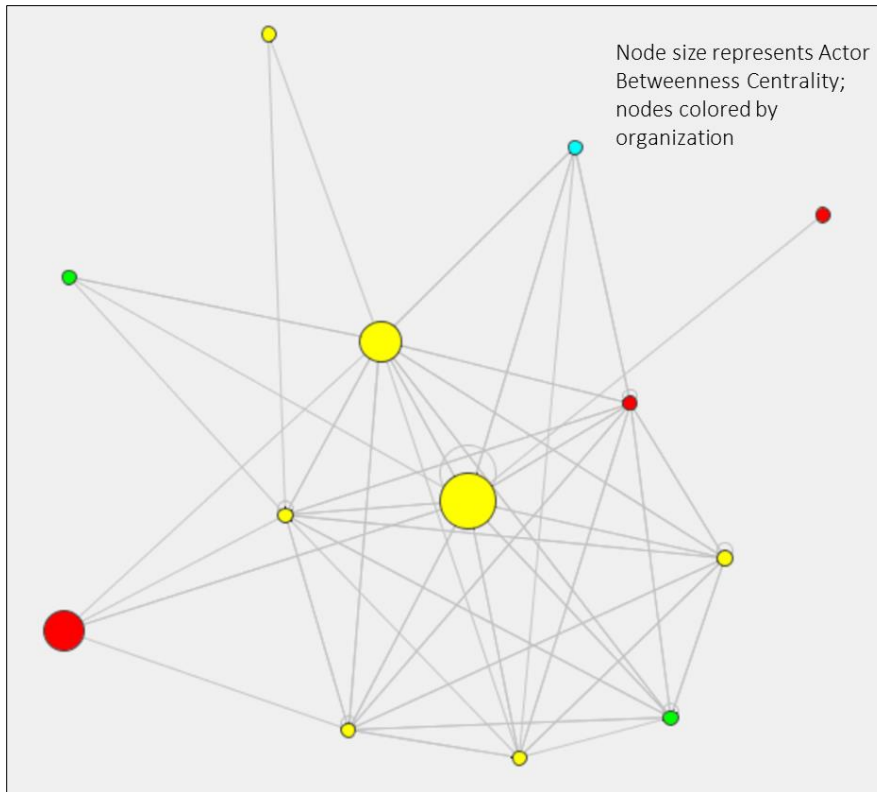 Node size represents Actor
Betweenness Centrality;
nodes colored by
organization